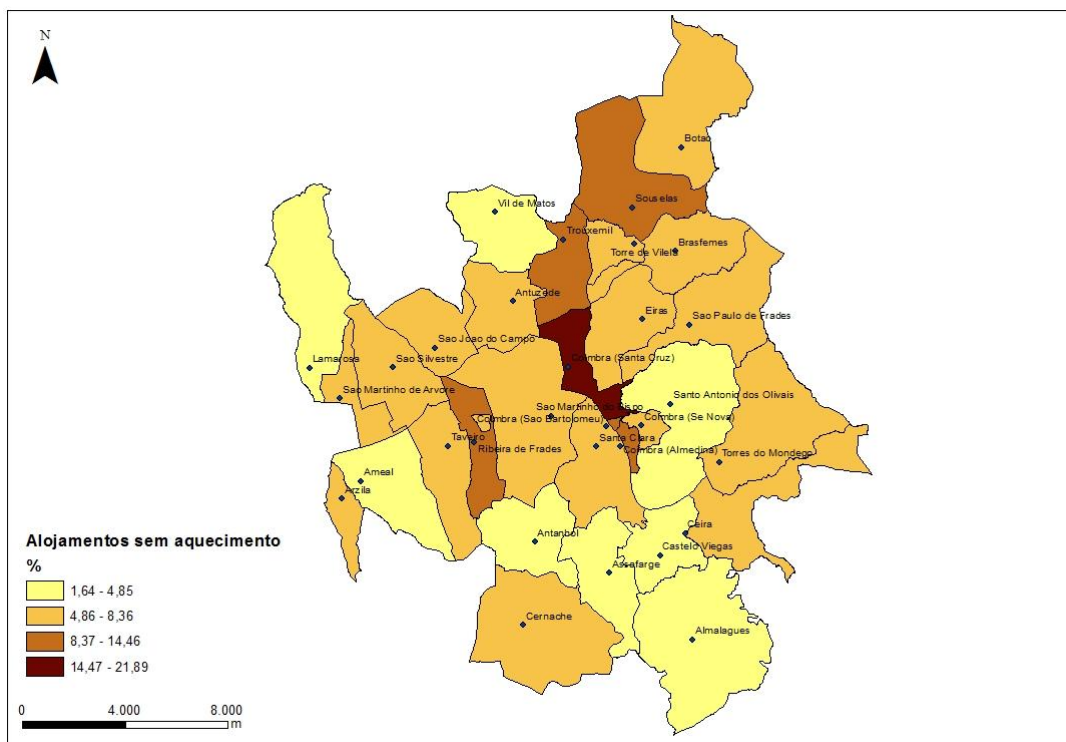 N
Botao
Souselas
Vil de Matos
Trouxemil
Torre de Vilela
Brasfemes
Antuzede
Eiras
Sao Paulo de Frades
Sao Joao do Campo
Lamarosa
Sao Silvestre
Coimbra (Santa Cruz)
Sao Martinho de Arvore
Santo Antonio dos Olivais
Sao Martinho do Bispo
Coimbra (Sao Bartolomeu)
Coimbra (Se Nova)
Taveiro
Ribeira de Frades
Santa Clara
Coimbra (Almedina)
Torres do Mondego
Ameal
Arzila
Antanhol
Ceira
Castelo Viegas
Assafarge
Cernache
Almalagues
Alojamentos sem aquecimento
%
1,64 - 4,85
4,86 - 8,36
8,37 - 14,46
14,47 - 21,89
0 4.000 8.000
m